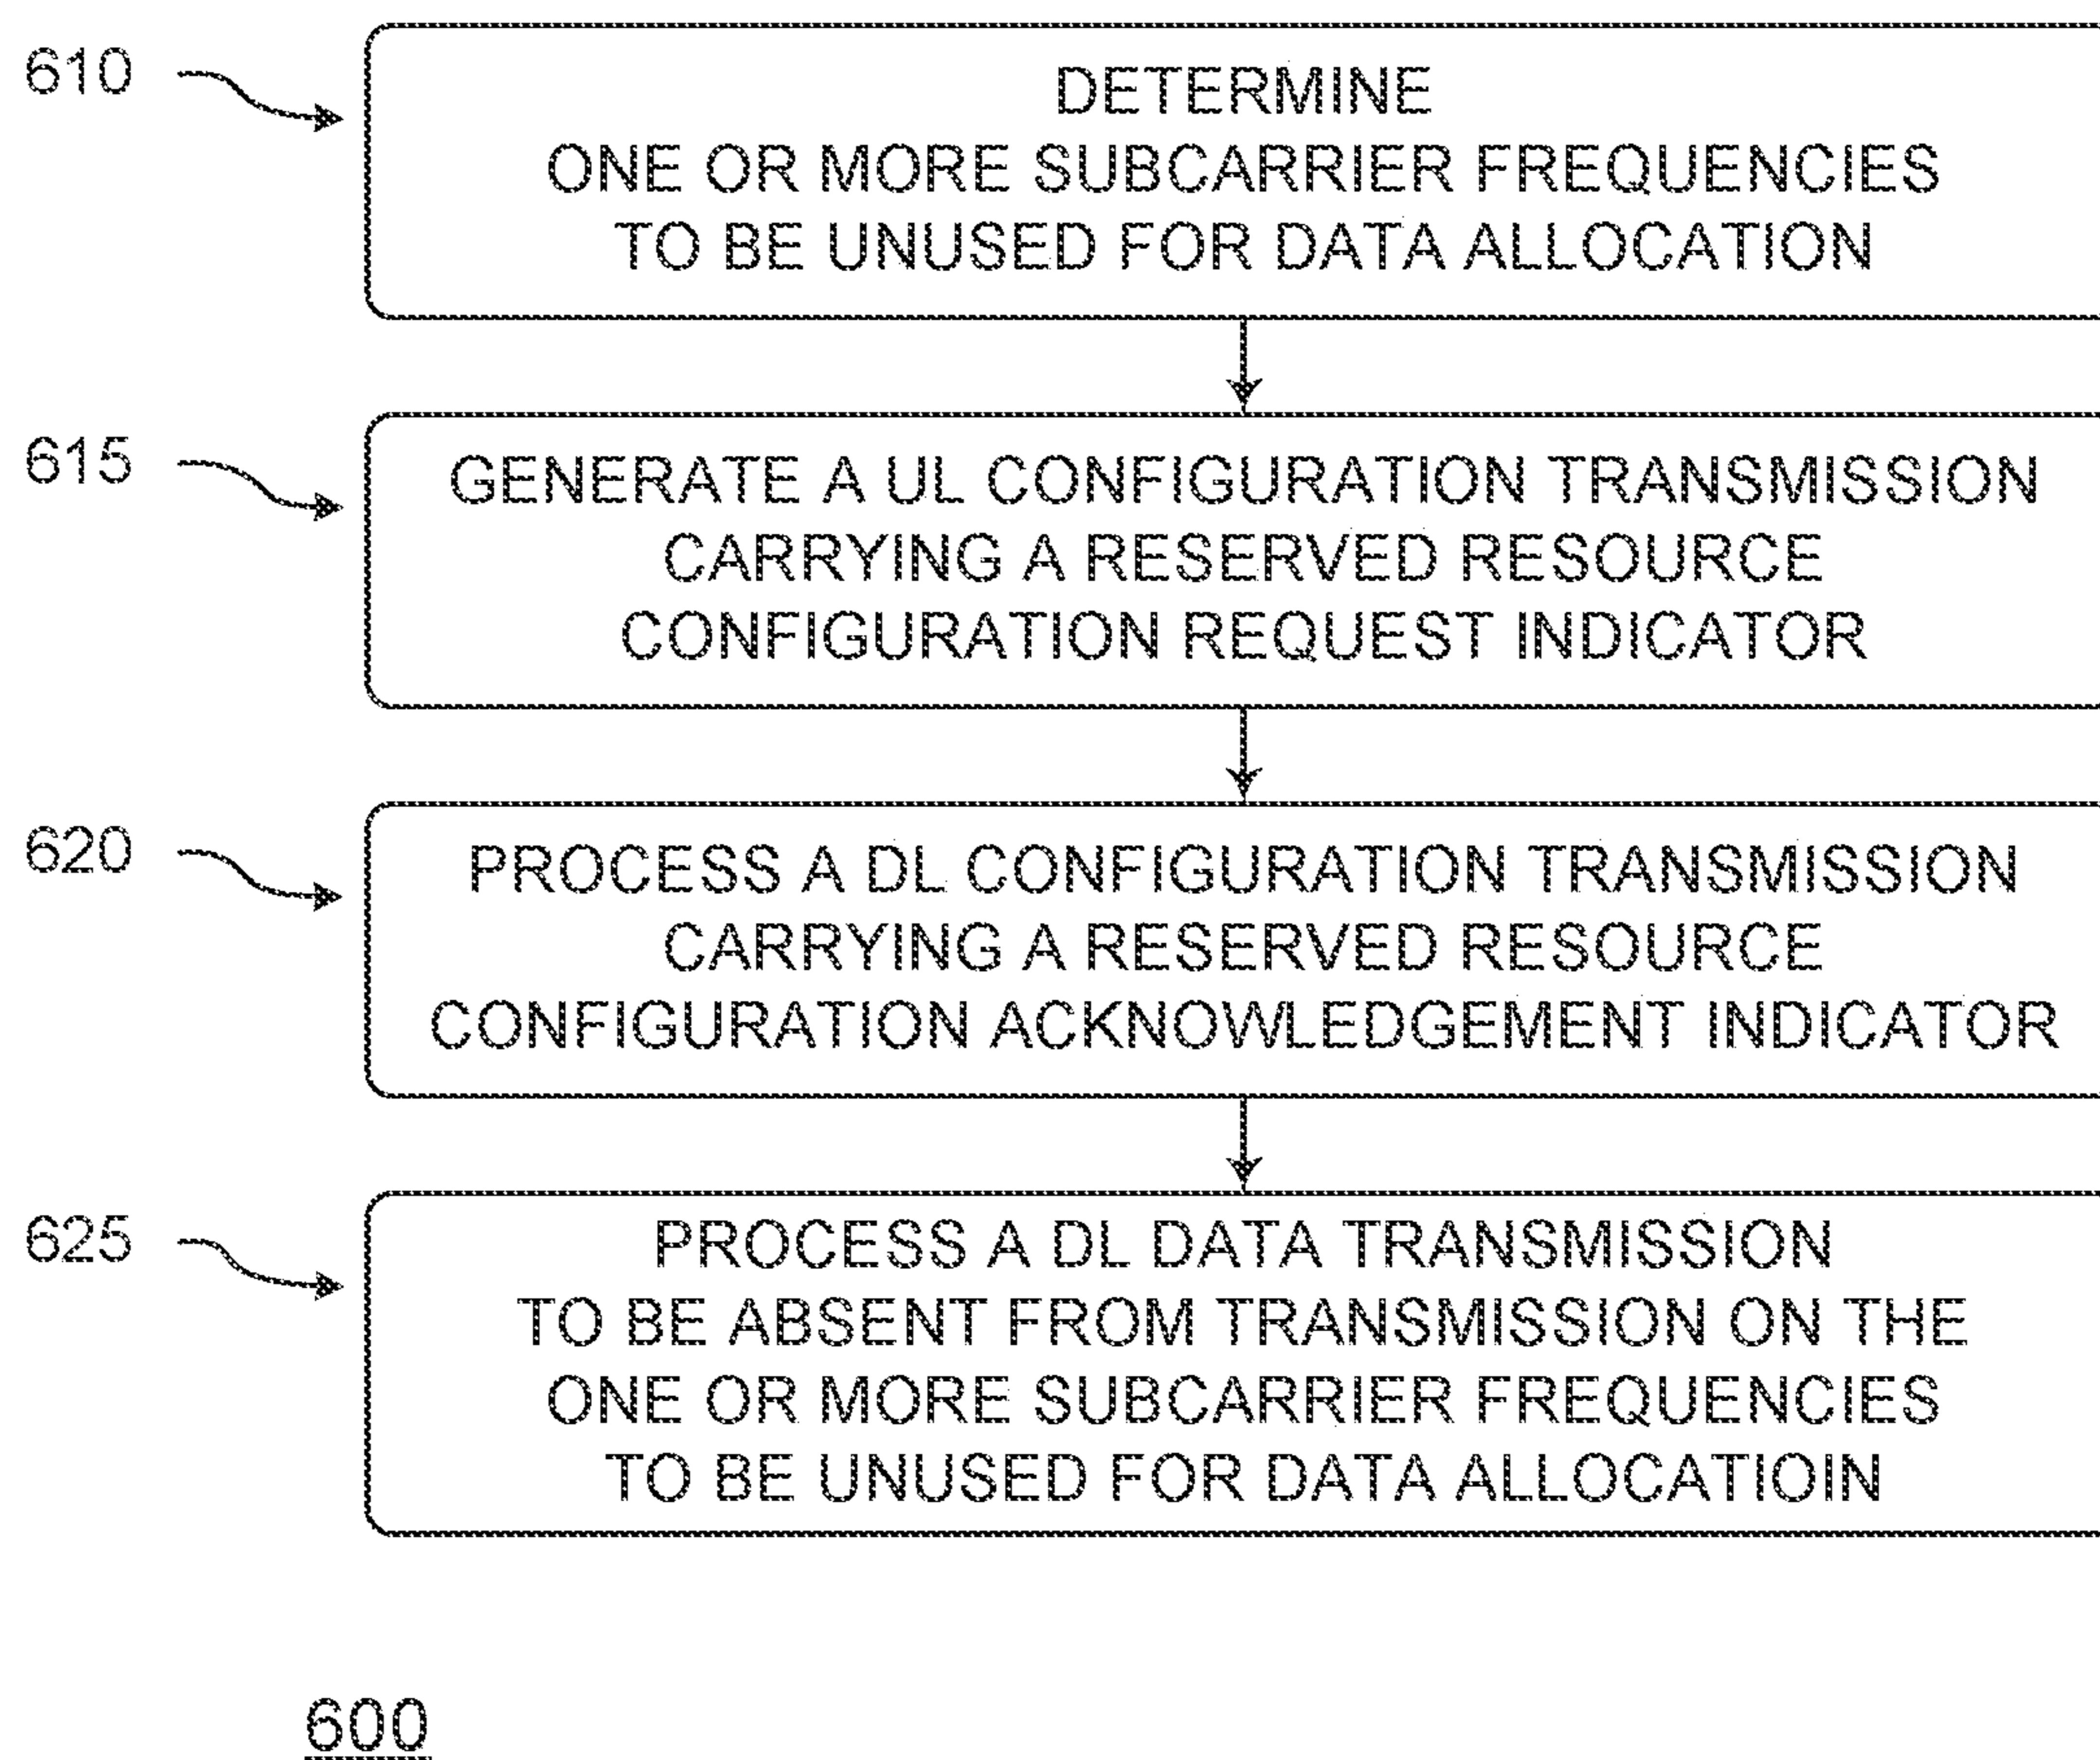 610
DETERMINE
ONE OR MORE SUBCARRIER FREQUENCIES
TO BE UNUSED FOR DATA ALLOCATION
615
GENERATE A UL CONFIGURATION TRANSMISSION
CARRYING A RESERVED RESOURCE
CONFIGURATION REQUEST INDICATOR
620
PROCESS A DL CONFIGURATION TRANSMISSION
CARRYING A RESERVED RESOURCE
CONFIGURATION ACKNOWLEDGEMENT INDICATOR
625
PROCESS A DL DATA TRANSMISSION
TO BE ABSENT FROM TRANSMISSION ON THE
ONE OR MORE SUBCARRIER FREQUENCIES
TO BE UNUSED FOR DATA ALLOCATIOIN
600